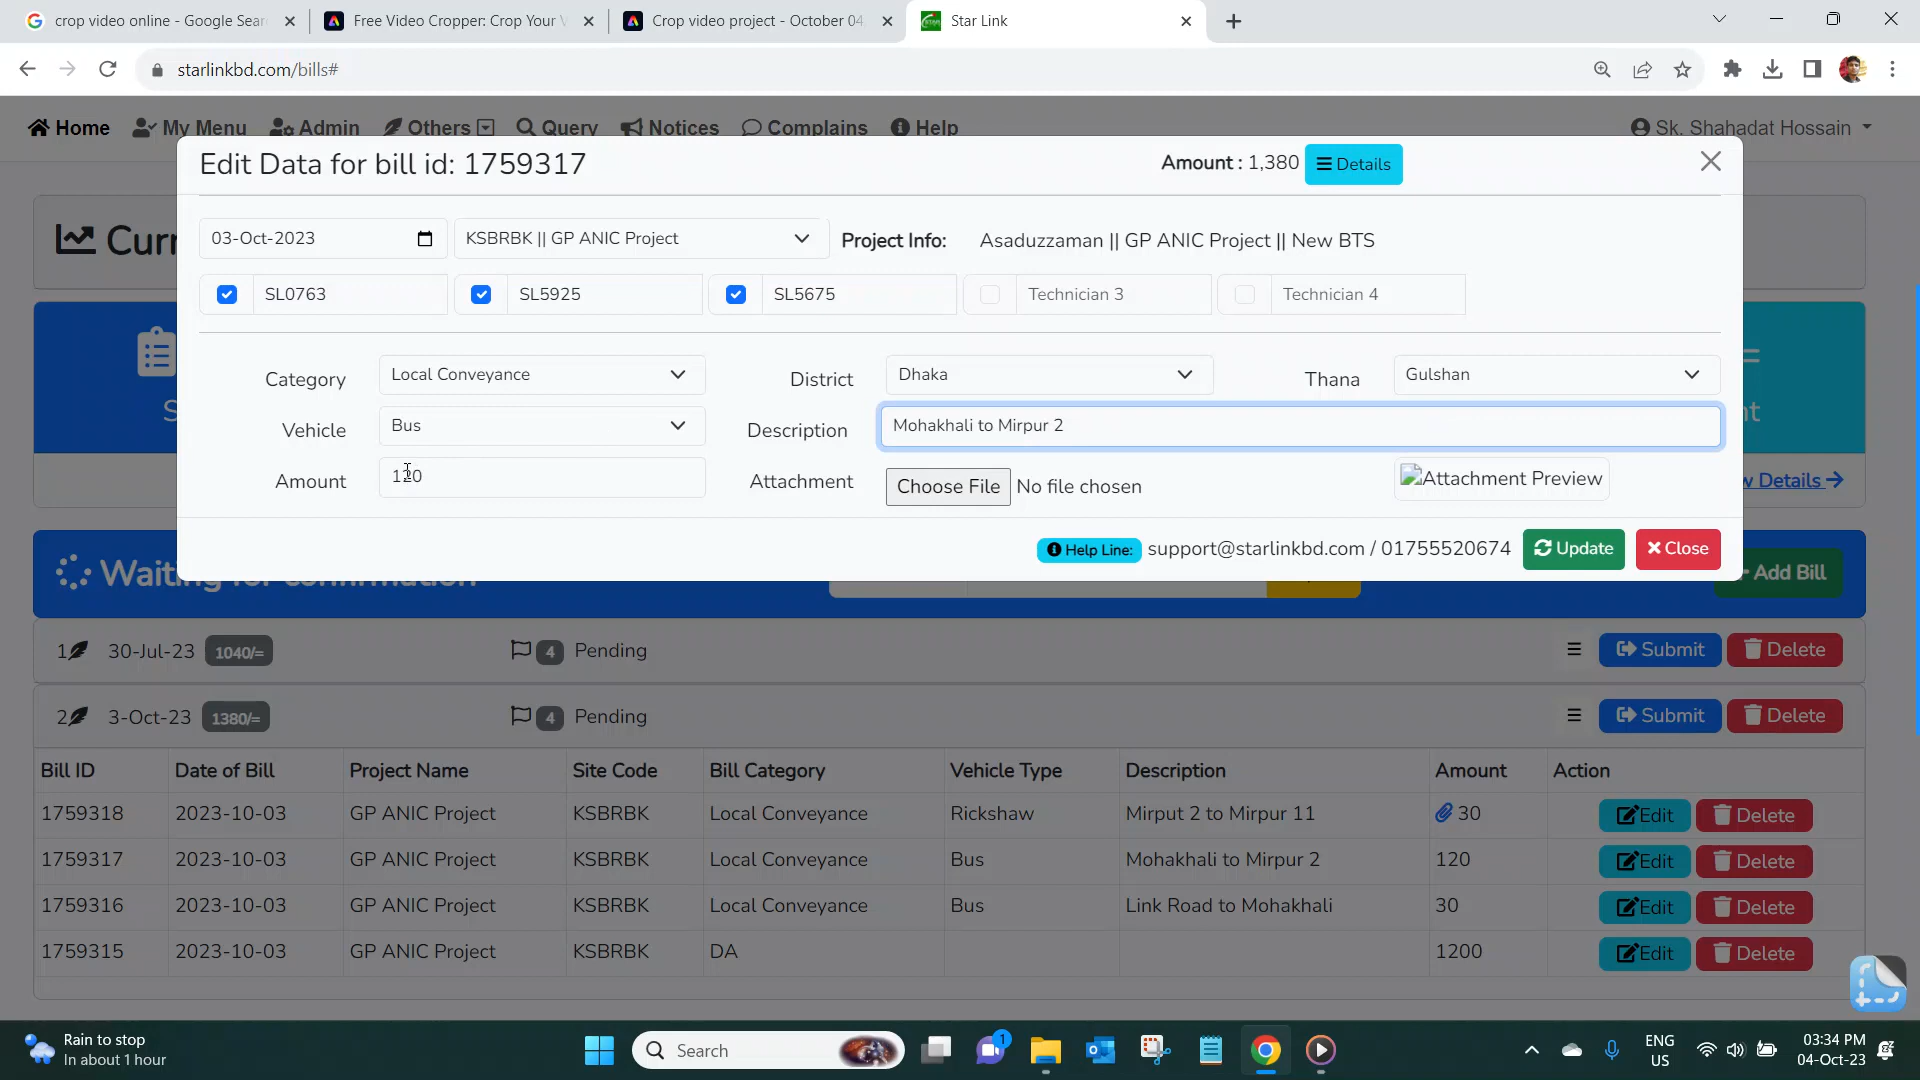 crop video online - Google Sear
Free Video Cropper: Crop Your V
Crop video project - October 04
Star Link
starlinkbd.com/bills#
Home My Menu Admin Others Query Notices Complains Help Sk. Shahadat Hossain
Edit Data for bill id: 1759317 Amount : 1,380 Details
03-Oct-2023 KSBRBK || GP ANIC Project Project Info: Asaduzzaman || GP ANIC Project || New BTS
SL0763 SL5925 SL5675 Technician 3 Technician 4
Category Local Conveyance District Dhaka Thana Gulshan
Vehicle Bus Description Mohakhali to Mirpur 2
Amount 120 Attachment Choose File No file chosen Attachment Preview
Help Line: support@starlinkbd.com / 01755520674 Update Close
Add Bill
1 30-Jul-23 1040/= 4 Pending Submit Delete
2 3-Oct-23 1380/= 4 Pending Submit Delete
Bill ID Date of Bill Project Name Site Code Bill Category Vehicle Type Description Amount Action
1759318 2023-10-03 GP ANIC Project KSBRBK Local Conveyance Rickshaw Mirput 2 to Mirpur 11 30 Edit Delete
1759317 2023-10-03 GP ANIC Project KSBRBK Local Conveyance Bus Mohakhali to Mirpur 2 120 Edit Delete
1759316 2023-10-03 GP ANIC Project KSBRBK Local Conveyance Bus Link Road to Mohakhali 30 Edit Delete
1759315 2023-10-03 GP ANIC Project KSBRBK DA 1200 Edit Delete
Rain to stop
In about 1 hour
Search
1
ENG
US
03:34 PM
04-Oct-23